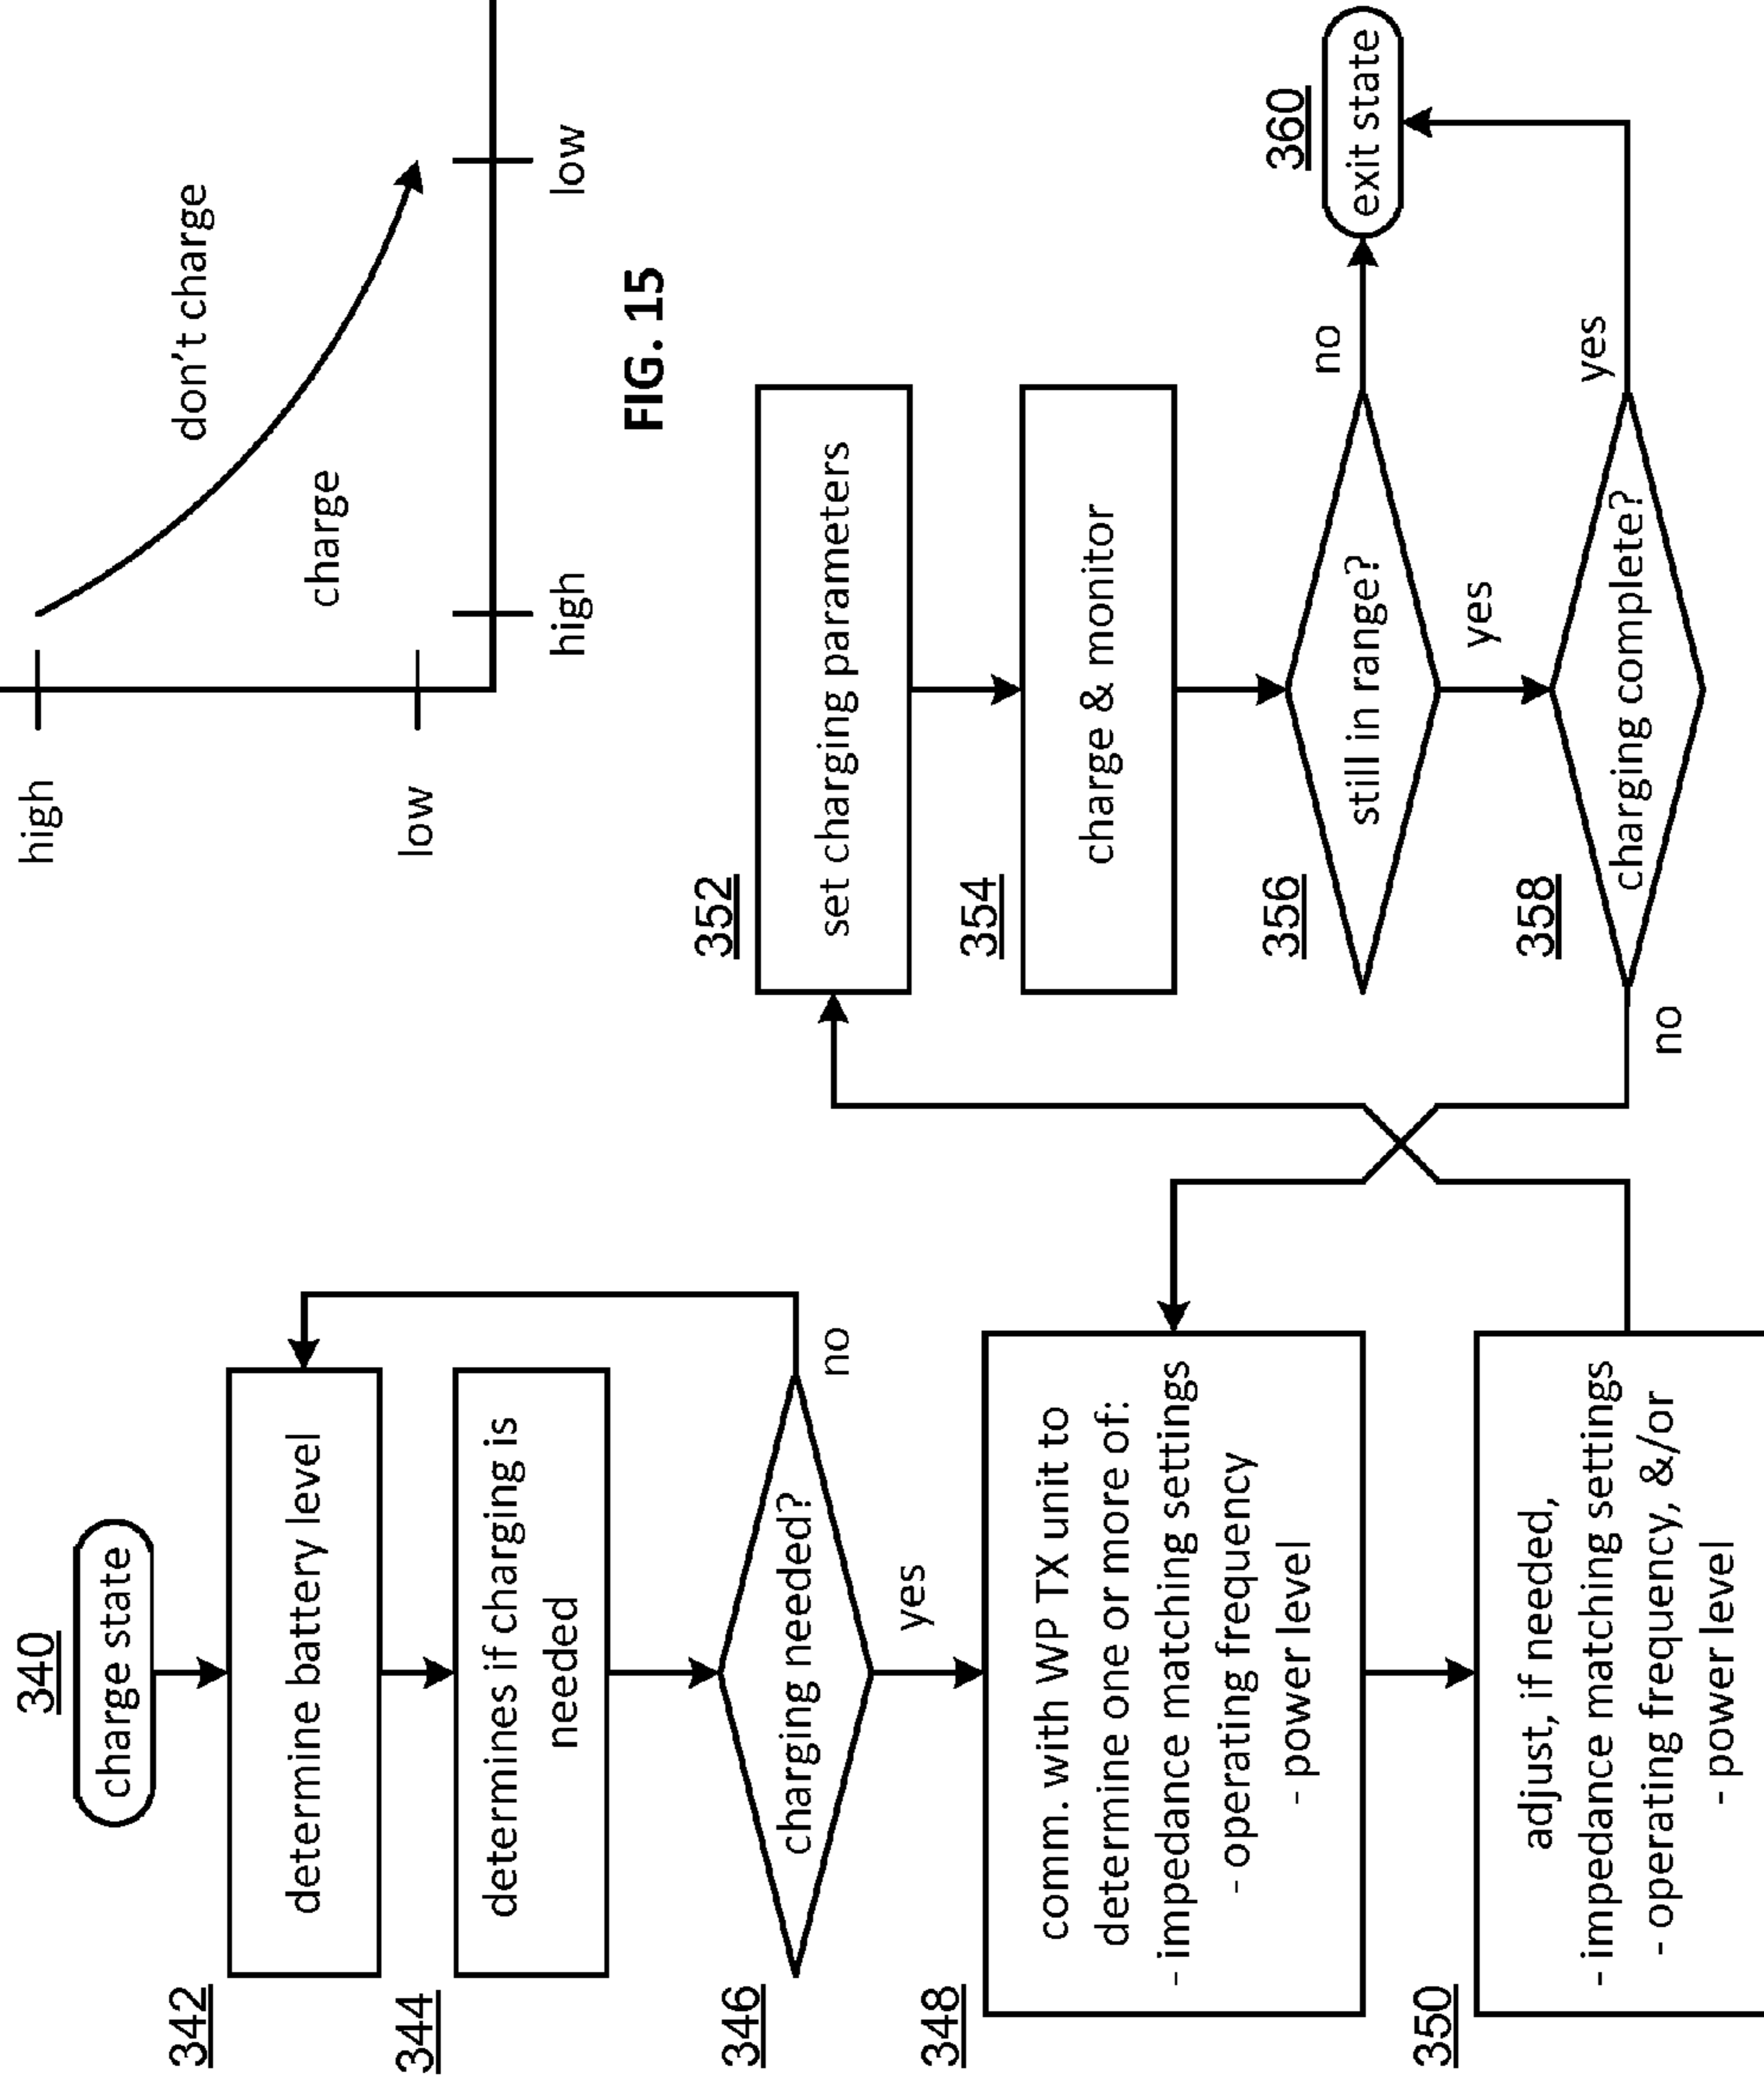 340
charge state
342
determine battery level
344
determines if charging is
needed
346
charging needed?
no
yes
348
comm. with WP TX unit to
determine one or more of:
- impedance matching settings
- operating frequency
- power level
350
adjust, if needed,
- impedance matching settings
- operating frequency, &/or
- power level
high
low
don't charge
charge
high
low
FIG. 15
352
set charging parameters
354
charge & monitor
356
still in range?
no
360
exit state
yes
358
charging complete?
yes
no